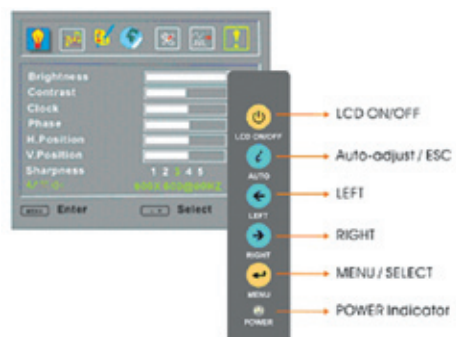 Brightness
Contrast
Clock
Phase
H.Position
V.Position
Sharpness 1 2 3 4 5
Enter Select
LCD ON/OFF
AUTO
LEFT
RIGHT
MENU
POWER
LCD ON/OFF
Auto-adjust / ESC
LEFT
RIGHT
MENU / SELECT
POWER Indicator